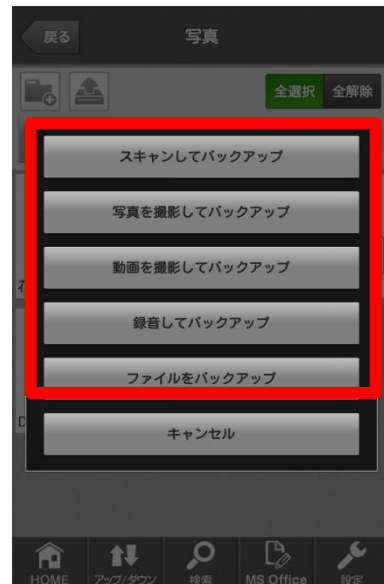 戻る
写真
全選択
全解除
スキャンしてバックアップ
写真を撮影してバックアップ
動画を撮影してバックアップ
録音してバックアップ
ファイルをバックアップ
D
キャンセル
HOME
アップ/ダウン
検索
MS Office
設定